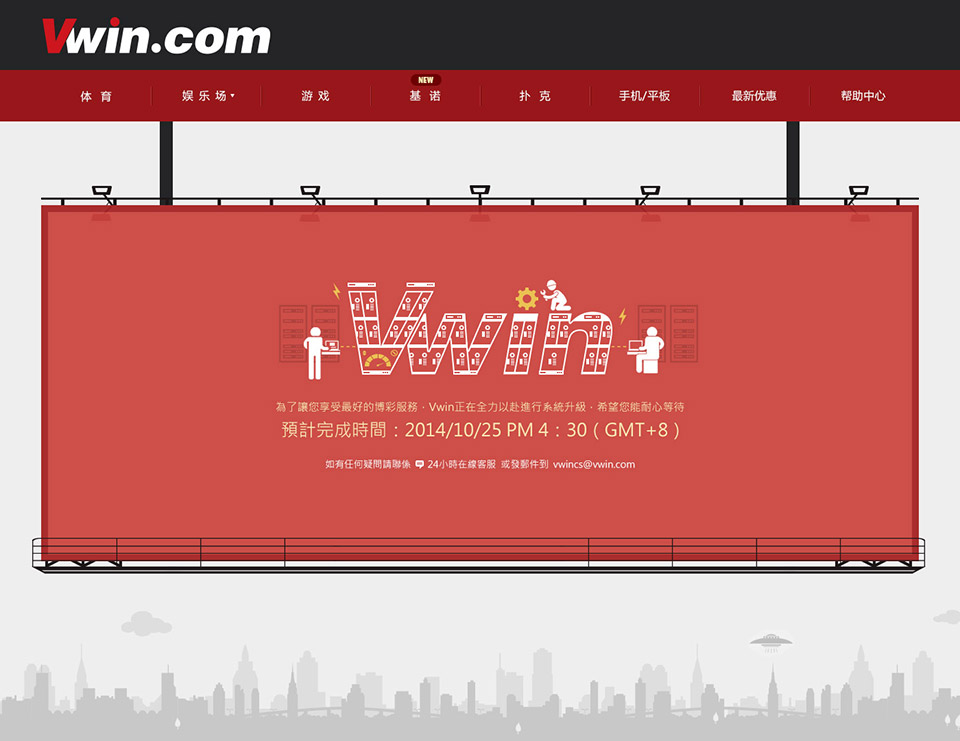 Vwin.com
NEW
体育
娱乐场
游戏
基诺
扑克
手机/平板
最新优惠
帮助中心
Vwin
為了讓您享受最好的博彩服務，Vwin正在全力以赴進行系統升級，希望您能耐心等待
預計完成時間：2014/10/25 PM 4：30 ( GMT+8 )
如有任何疑問請聯係 24小時在線客服 或發郵件到 vwincs@vwin.com